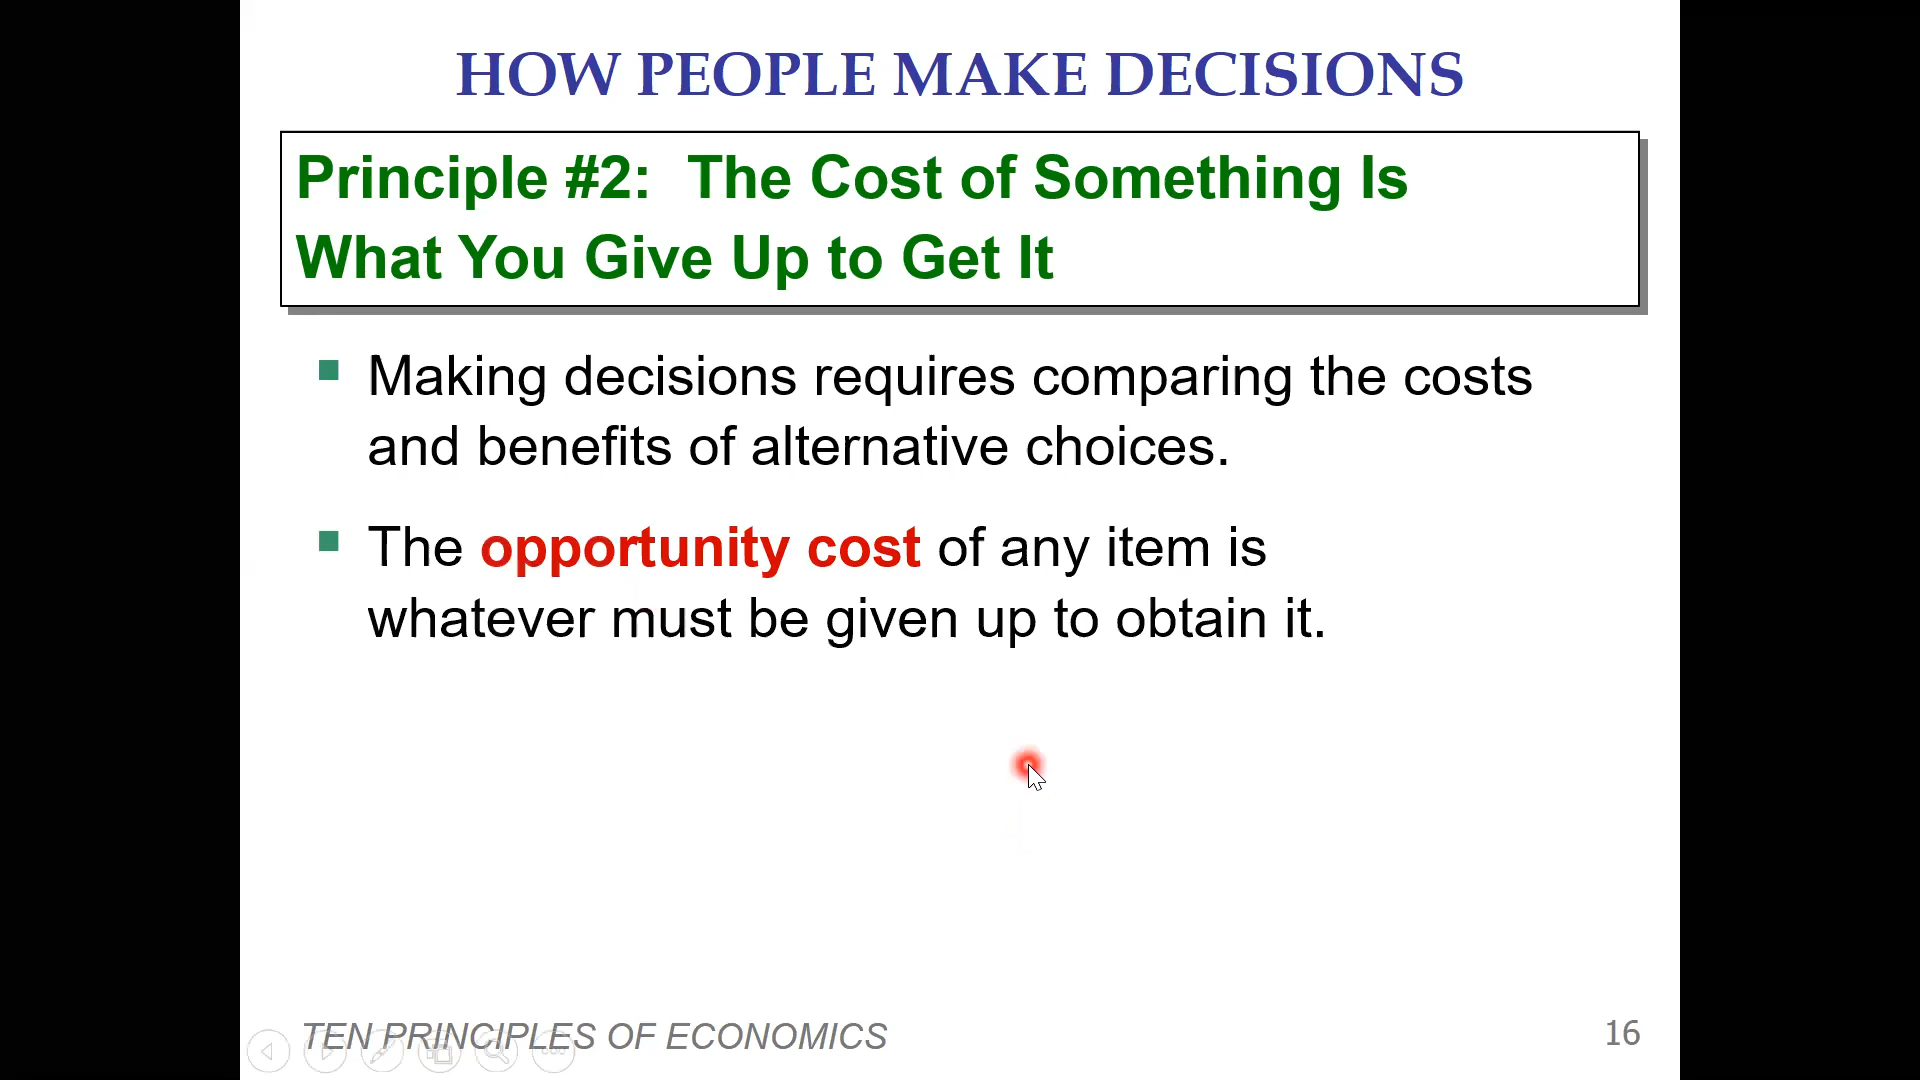 HOW PEOPLE MAKE DECISIONS
Principle #2: The Cost of Something Is
What You Give Up to Get It
Making decisions requires comparing the costs
and benefits of alternative choices.
The opportunity cost of any item is
whatever must be given up to obtain it.
TEN PRINCIPLES OF ECONOMICS
16